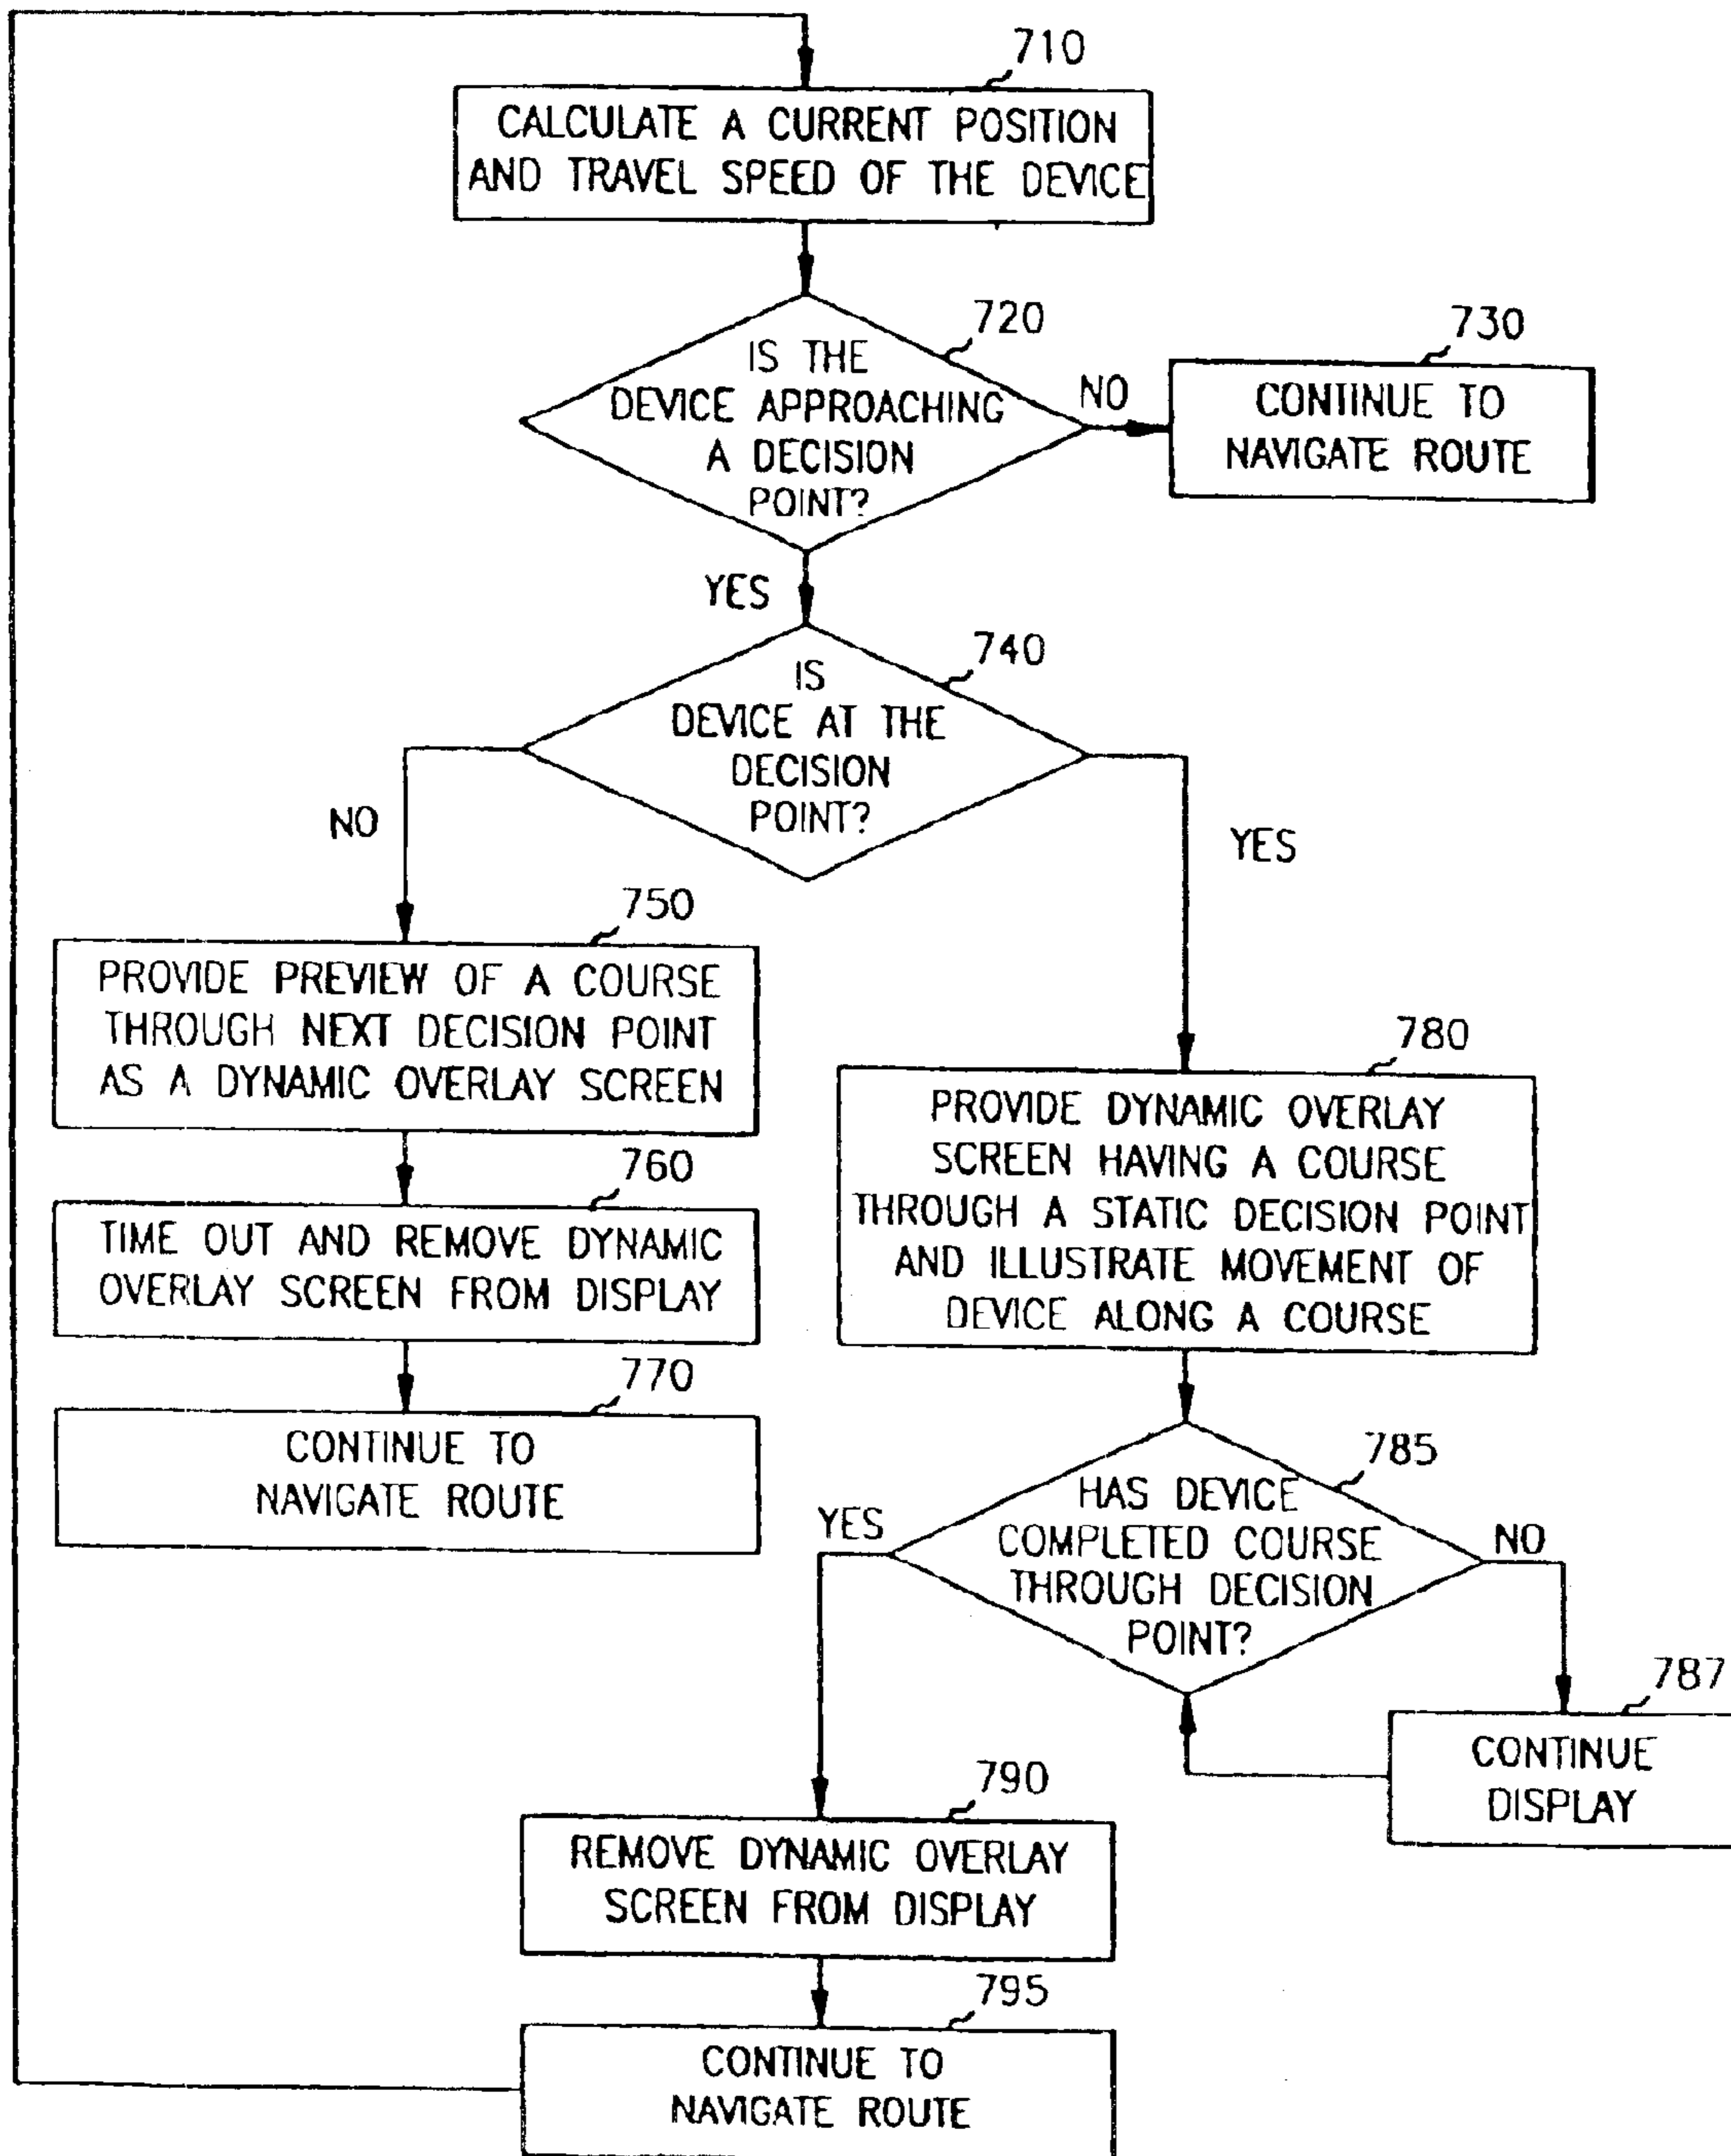 710
CALCULATE A CURRENT POSITION
AND TRAVEL SPEED OF THE DEVICE
720
IS THE
DEVICE APPROACHING
A DECISION
POINT?
NO
730
CONTINUE TO
NAVIGATE ROUTE
YES
740
IS
DEVICE AT THE
DECISION
POINT?
NO
YES
750
PROVIDE PREVIEW OF A COURSE
THROUGH NEXT DECISION POINT
AS A DYNAMIC OVERLAY SCREEN
760
TIME OUT AND REMOVE DYNAMIC
OVERLAY SCREEN FROM DISPLAY
770
CONTINUE TO
NAVIGATE ROUTE
780
PROVIDE DYNAMIC OVERLAY
SCREEN HAVING A COURSE
THROUGH A STATIC DECISION POINT
AND ILLUSTRATE MOVEMENT OF
DEVICE ALONG A COURSE
785
HAS DEVICE
COMPLETED COURSE
THROUGH DECISION
POINT?
YES
NO
787
CONTINUE
DISPLAY
790
REMOVE DYNAMIC OVERLAY
SCREEN FROM DISPLAY
795
CONTINUE TO
NAVIGATE ROUTE